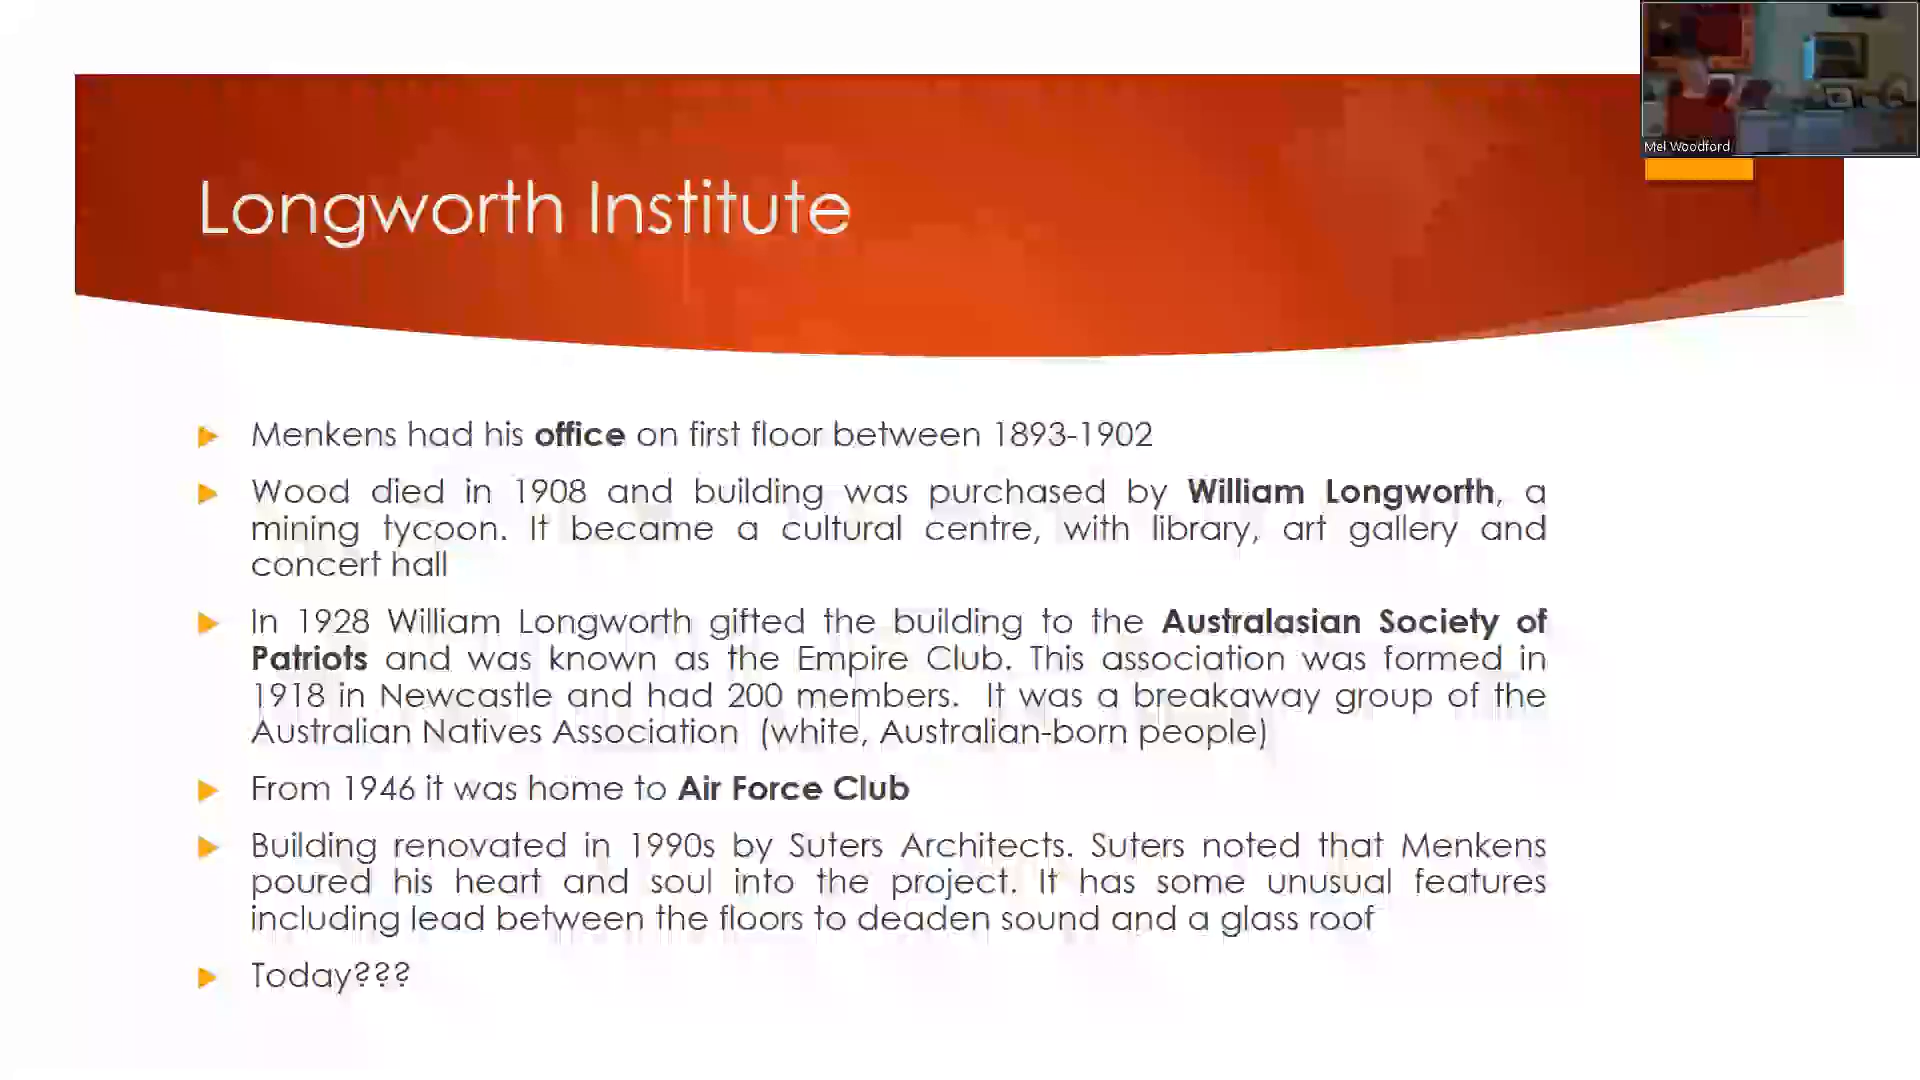 Mel Woodford
Longworth Institute
Menkens had his office on first floor between 1893-1902
Wood died in 1908 and building was purchased by William Longworth, a
mining tycoon. It became a cultural centre, with library, art gallery and
concert hall
In 1928 William Longworth gifted the building to the Australasian Society of
Patriots and was known as the Empire Club. This association was formed in
1918 in Newcastle and had 200 members. It was a breakaway group of the
Australian Natives Association (white, Australian-born people)
From 1946 it was home to Air Force Club
Building renovated in 1990s by Suters Architects. Suters noted that Menkens
poured his heart and soul into the project. It has some unusual features
including lead between the floors to deaden sound and a glass roof
Today???